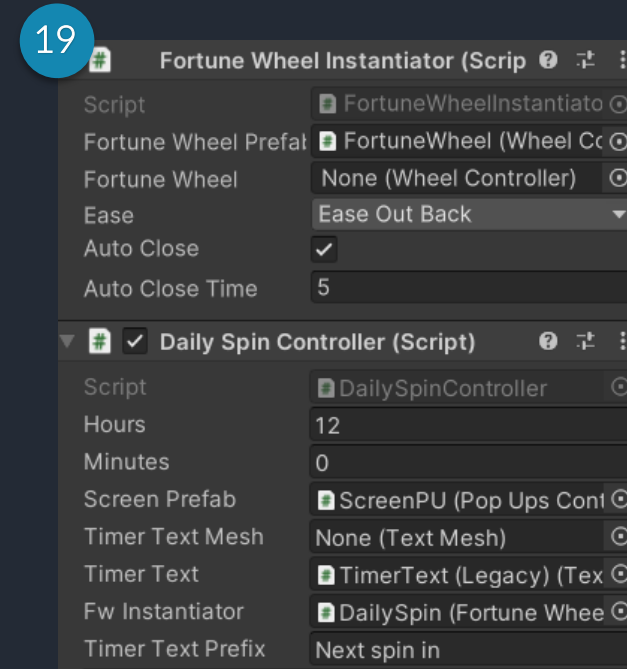 19
Fortune Wheel Instantiator (Scrip
Script FortuneWheelInstantiato
Fortune Wheel Prefab FortuneWheel (Wheel Co
Fortune Wheel None (Wheel Controller)
Ease Ease Out Back
Auto Close
Auto Close Time 5
Daily Spin Controller (Script)
Script DailySpinController
Hours 12
Minutes 0
Screen Prefab ScreenPU (Pop Ups Cont
Timer Text Mesh None (Text Mesh)
Timer Text TimerText (Legacy) (Tex
Fw Instantiator DailySpin (Fortune Whee
Timer Text Prefix Next spin in